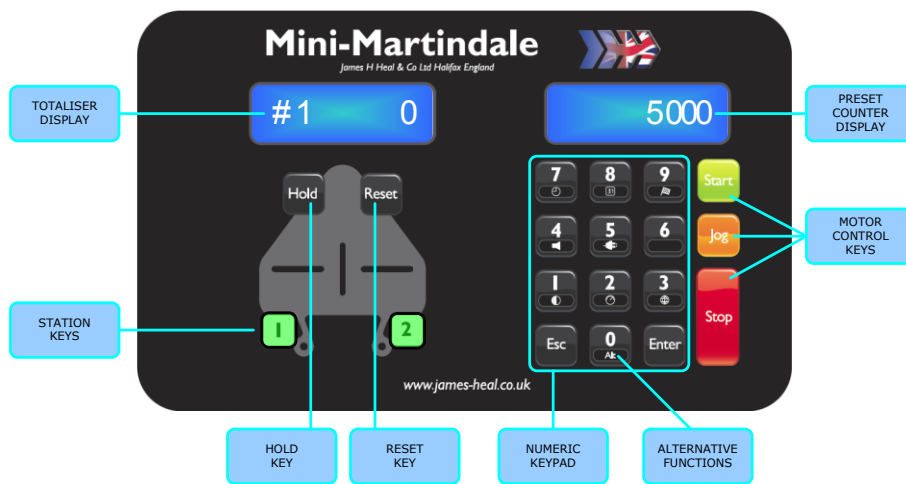 Mini-Martindale
James H Heal & Co Ltd Halifax England
TOTALISER
DISPLAY
#1 0
5000
PRESET
COUNTER
DISPLAY
Hold Reset
7 8 9 Start
31
4 5 6 Jog
MOTOR
CONTROL
KEYS
1 2 3
STATION
KEYS
1 2
Stop
Esc 0 Enter
Alt
www.james-heal.co.uk
HOLD
KEY
RESET
KEY
NUMERIC
KEYPAD
ALTERNATIVE
FUNCTIONS